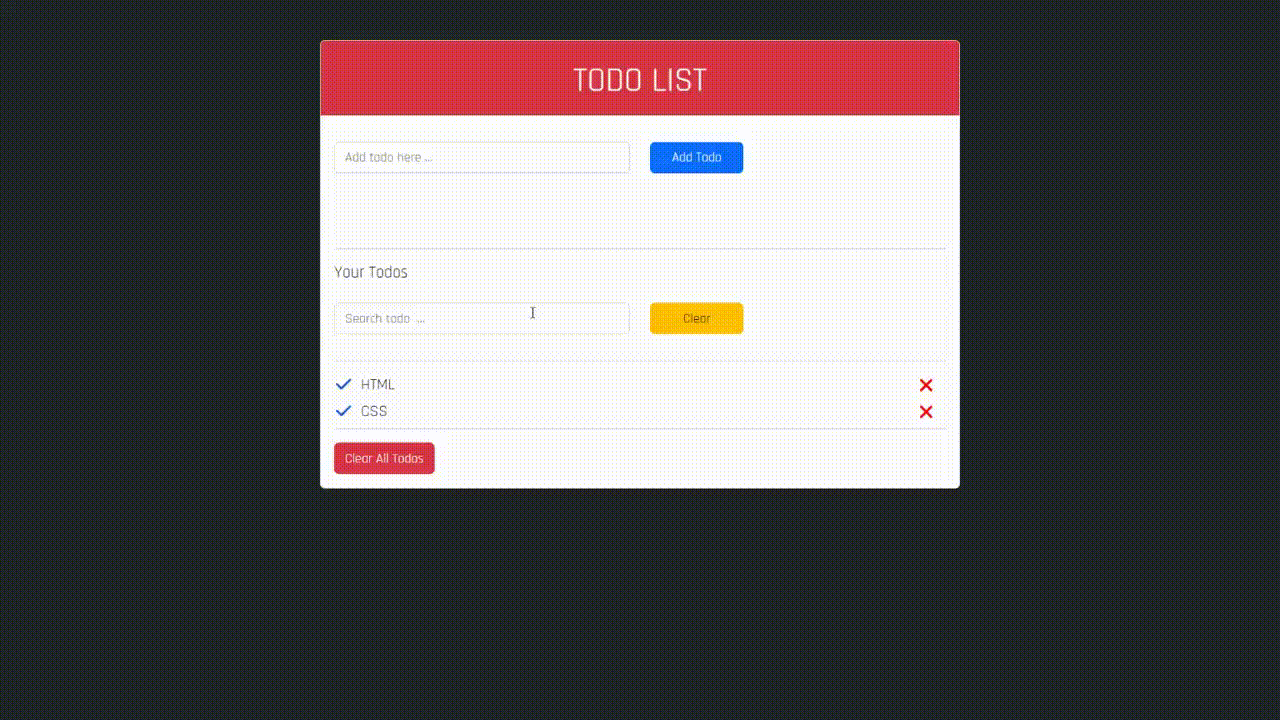 TODO LIST
Add todo here ...
Add Todo
Your Todos
Search todo ...
Clear
HTML
CSS
Clear All Todos